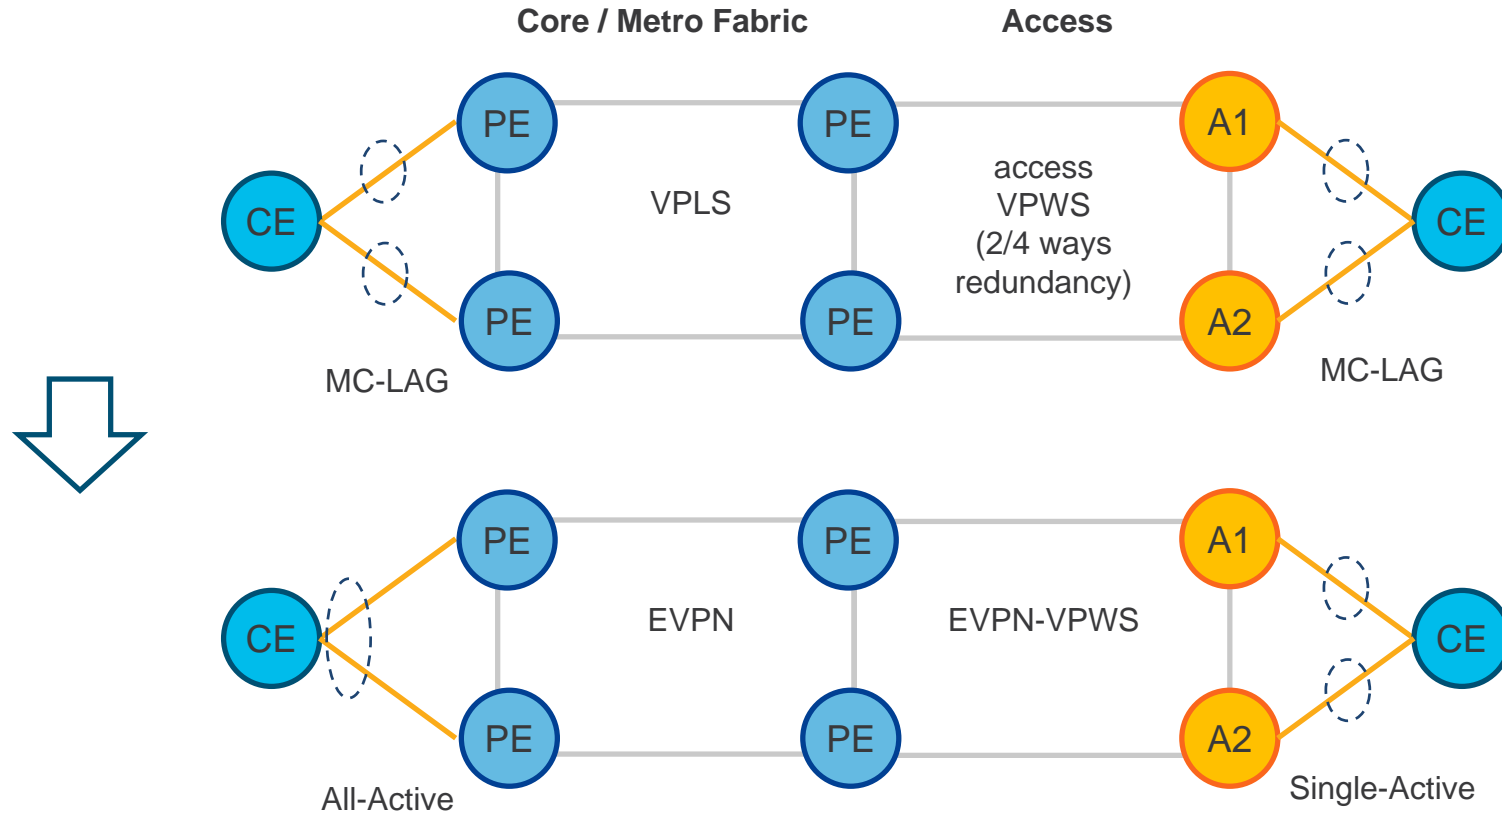 Core / Metro Fabric
Access
PE
PE
A1
CE
VPLS
access
VPWS
(2/4 ways
redundancy)
CE
PE
PE
A2
MC-LAG
MC-LAG
PE
PE
A1
CE
EVPN
EVPN-VPWS
CE
PE
PE
A2
All-Active
Single-Active